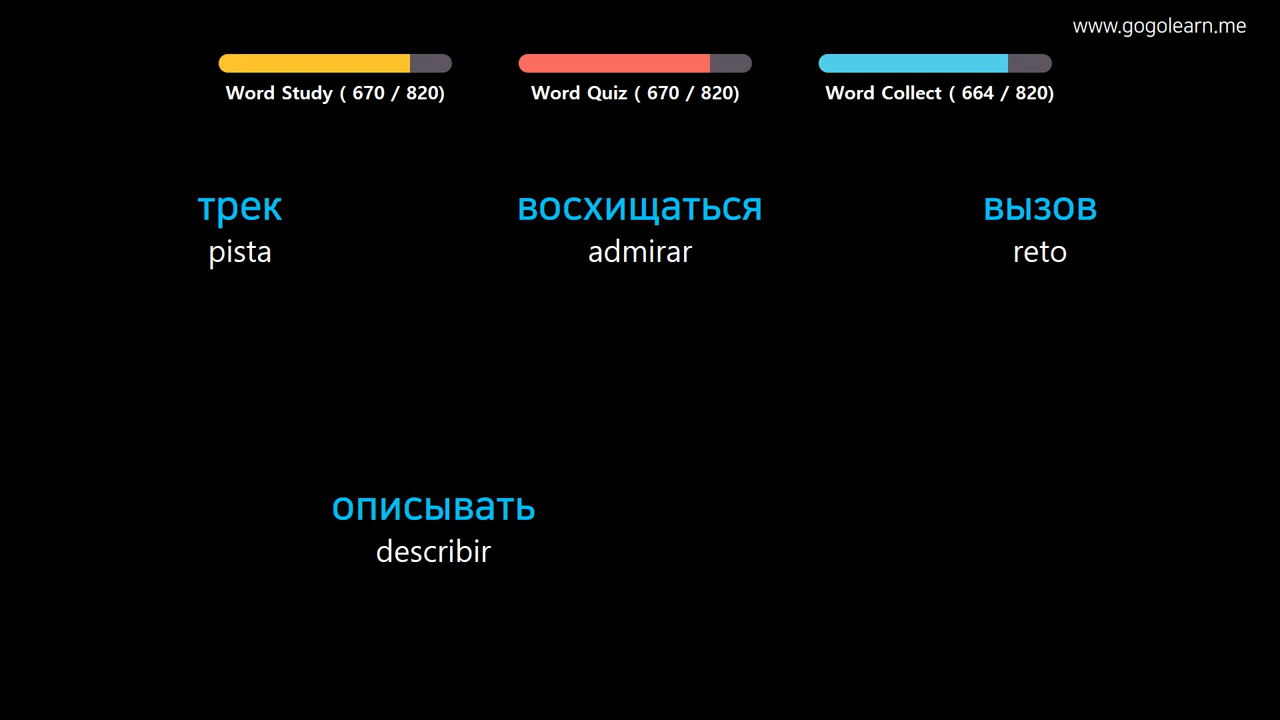 www.gogolearn.me
Word Study ( 670 / 820)
Word Quiz ( 670 / 820)
Word Collect ( 664 / 820)
трек
pista
восхищаться
admirar
вызов
reto
описывать
describir